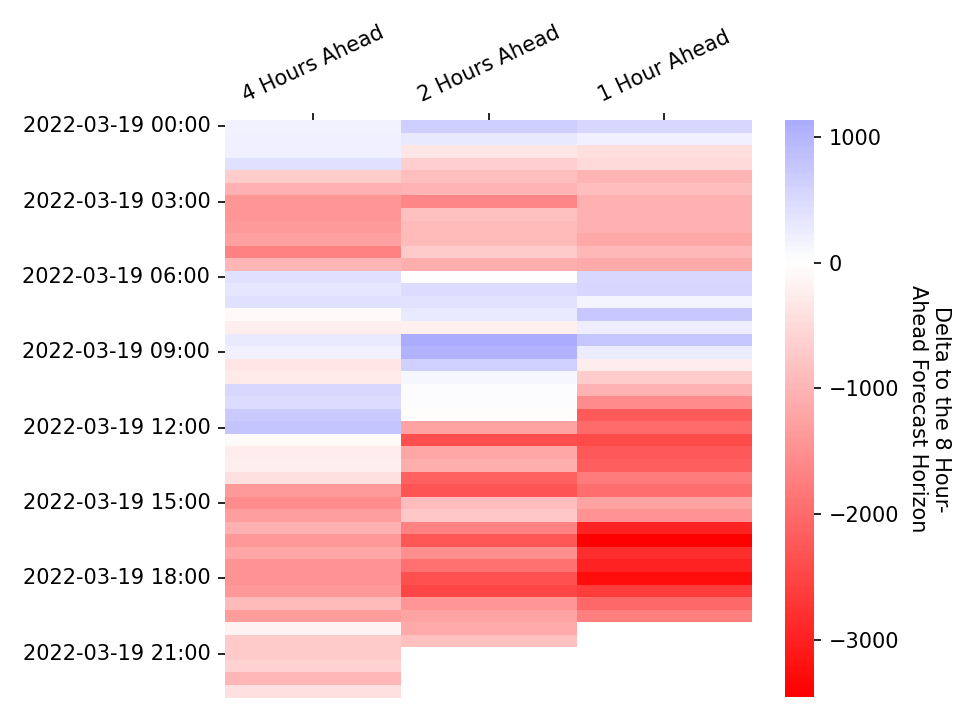 4 Hours Ahead
2 Hours Ahead
1 Hour Ahead
2022-03-19 00:00
2022-03-19 03:00
2022-03-19 06:00
2022-03-19 09:00
2022-03-19 12:00
2022-03-19 15:00
2022-03-19 18:00
2022-03-19 21:00
1000
0
−1000
−2000
−3000
Delta to the 8 Hour-
Ahead Forecast Horizon